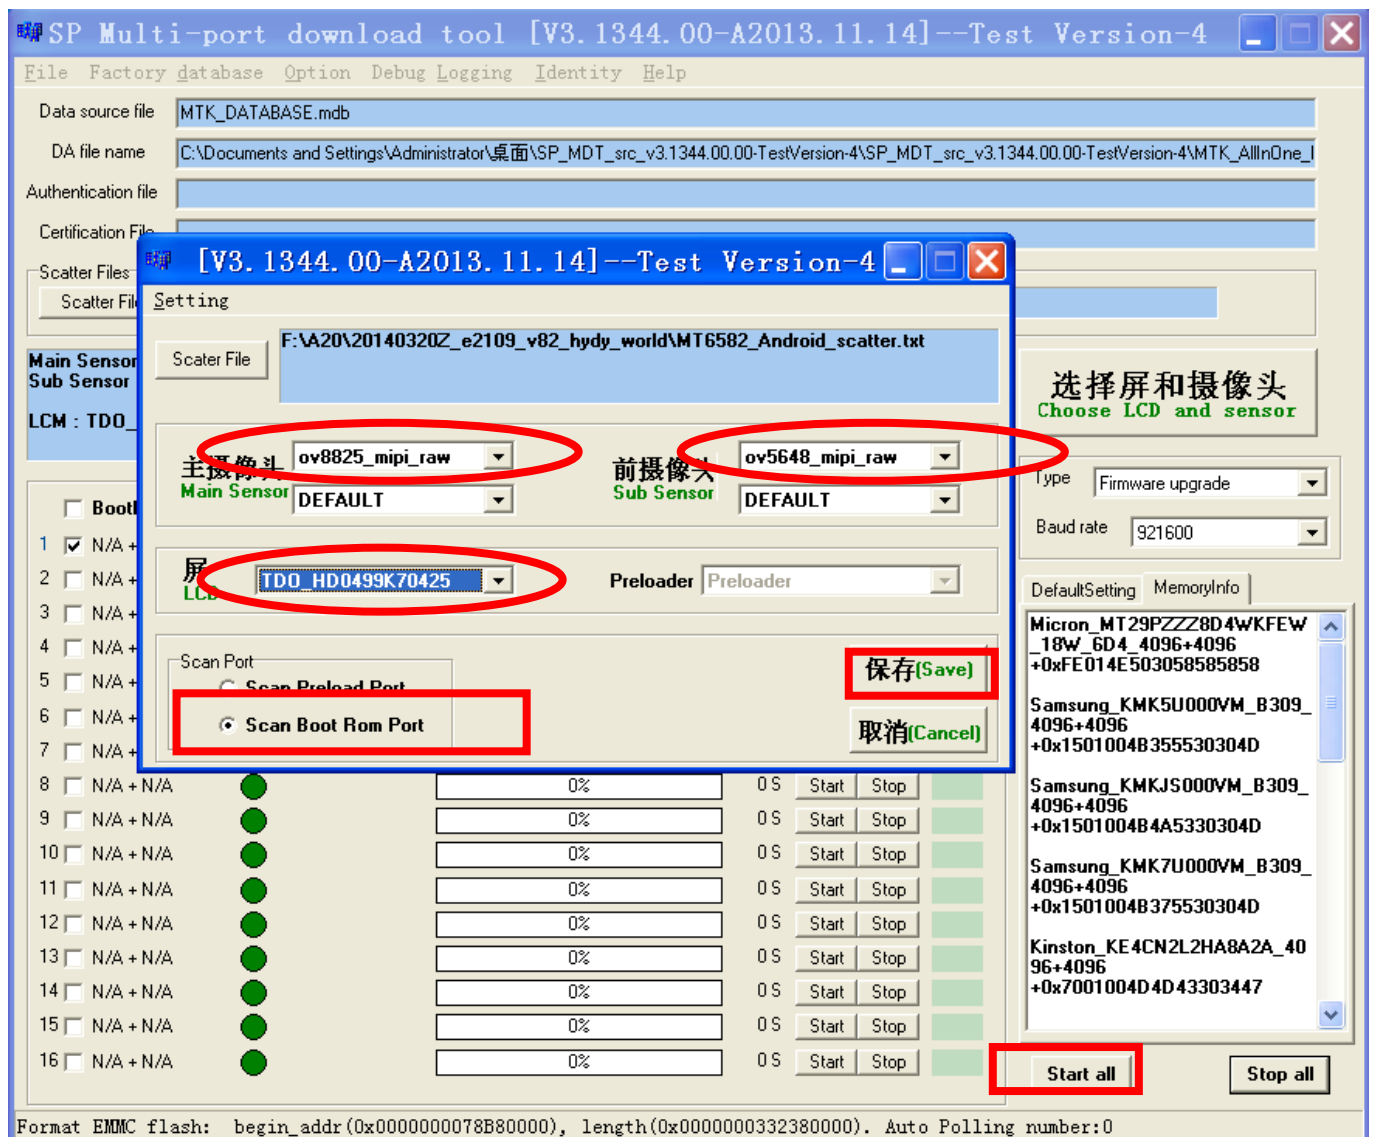 SP Multi-port download tool [V3.1344.00-A2013.11.14]--Test Version-4
File Factory database Option Debug Logging Identity Help
Data source file MTK_DATABASE.mdb
DA file name C:\Documents and Settings\Administrator\桌面\SP_MDT_src_v3.1344.00.00-TestVersion-4\SP_MDT_src_v3.1344.00.00-TestVersion-4\MTK_AllInOne_
Authentication file
Certification File
Scatter Files
Scatter Fil
[V3.1344.00-A2013.11.14]--Test Version-4
Setting
Scater File F:\A20\20140320Z_e2109_v82_hydy_world\MT6582_Android_scatter.txt
Main Sensor
Sub Sensor
LCM : TDO_
选择屏和摄像头
Choose LCD and sensor
主摄像头 ov8825_mipi_raw 前摄像头 ov5648_mipi_raw
Main Sensor DEFAULT Sub Sensor DEFAULT
屏 TDO_HD0499K70425 Preloader Preloader
LCD
Scan Port
Scan Preload Port
Scan Boot Rom Port
保存(Save)
取消(Cancel)
Type Firmware upgrade
Baud rate 921600
DefaultSetting MemoryInfo
Micron_MT29PZZZ8D4WKFEW
_18W_6D4_4096+4096
+0xFE014E503058585858
Samsung_KMK5U000VM_B309_
4096+4096
+0x1501004B355530304D
Samsung_KMKJS000VM_B309_
4096+4096
+0x1501004B4A5330304D
Samsung_KMK7U000VM_B309_
4096+4096
+0x1501004B375530304D
Kinston_KE4CN2L2HA8A2A_40
96+4096
+0x7001004D4D43303447
Bootl
1 N/A +
2 N/A +
3 N/A +
4 N/A +
5 N/A +
6 N/A +
7 N/A +
8 N/A + N/A 0% 0 S Start Stop
9 N/A + N/A 0% 0 S Start Stop
10 N/A + N/A 0% 0 S Start Stop
11 N/A + N/A 0% 0 S Start Stop
12 N/A + N/A 0% 0 S Start Stop
13 N/A + N/A 0% 0 S Start Stop
14 N/A + N/A 0% 0 S Start Stop
15 N/A + N/A 0% 0 S Start Stop
16 N/A + N/A 0% 0 S Start Stop
Start all Stop all
Format EMMC flash: begin_addr(0x0000000078B80000), length(0x0000000332380000). Auto Polling number:0